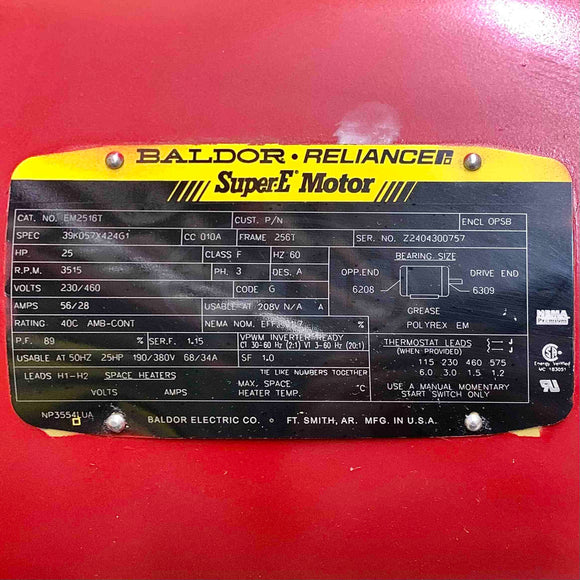 BALDOR • RELIANCE
Super-E® Motor
CAT. NO. EM2516T CUST. P/N ENCL OPSB
SPEC 39K057X424G1 CC 010A FRAME 256T SER. NO. Z2404300757
HP 25 CLASS F HZ 60 BEARING SIZE
R.P.M. 3515 PH. 3 DES. A OPP.END DRIVE END
VOLTS 230/460 CODE G 6208 6309
AMPS 56/28 USABLE AT 208V N/A A GREASE
RATING 40C AMB-CONT NEMA NOM. EFF POLYREX EM
P.F. 89 % SER.F. 1.15 VPWM INVERTER READY THERMOSTAT LEADS
CT 30-60 HZ (2:1) VT 3-60 HZ (20:1) (WHEN PROVIDED)
USABLE AT 50HZ 25HP 190/380V 68/34A SF 1.0 115 230 460 575
6.0 3.0 1.5 1.2
LEADS H1-H2 SPACE HEATERS TIE LIKE NUMBERS TOGETHER
VOLTS AMPS MAX. SPACE HEATER TEMP. °C USE A MANUAL MOMENTARY
START SWITCH ONLY
NP3554LUA BALDOR ELECTRIC CO. • FT. SMITH, AR. MFG. IN U.S.A.
NEMA
Premium
Energy Verified